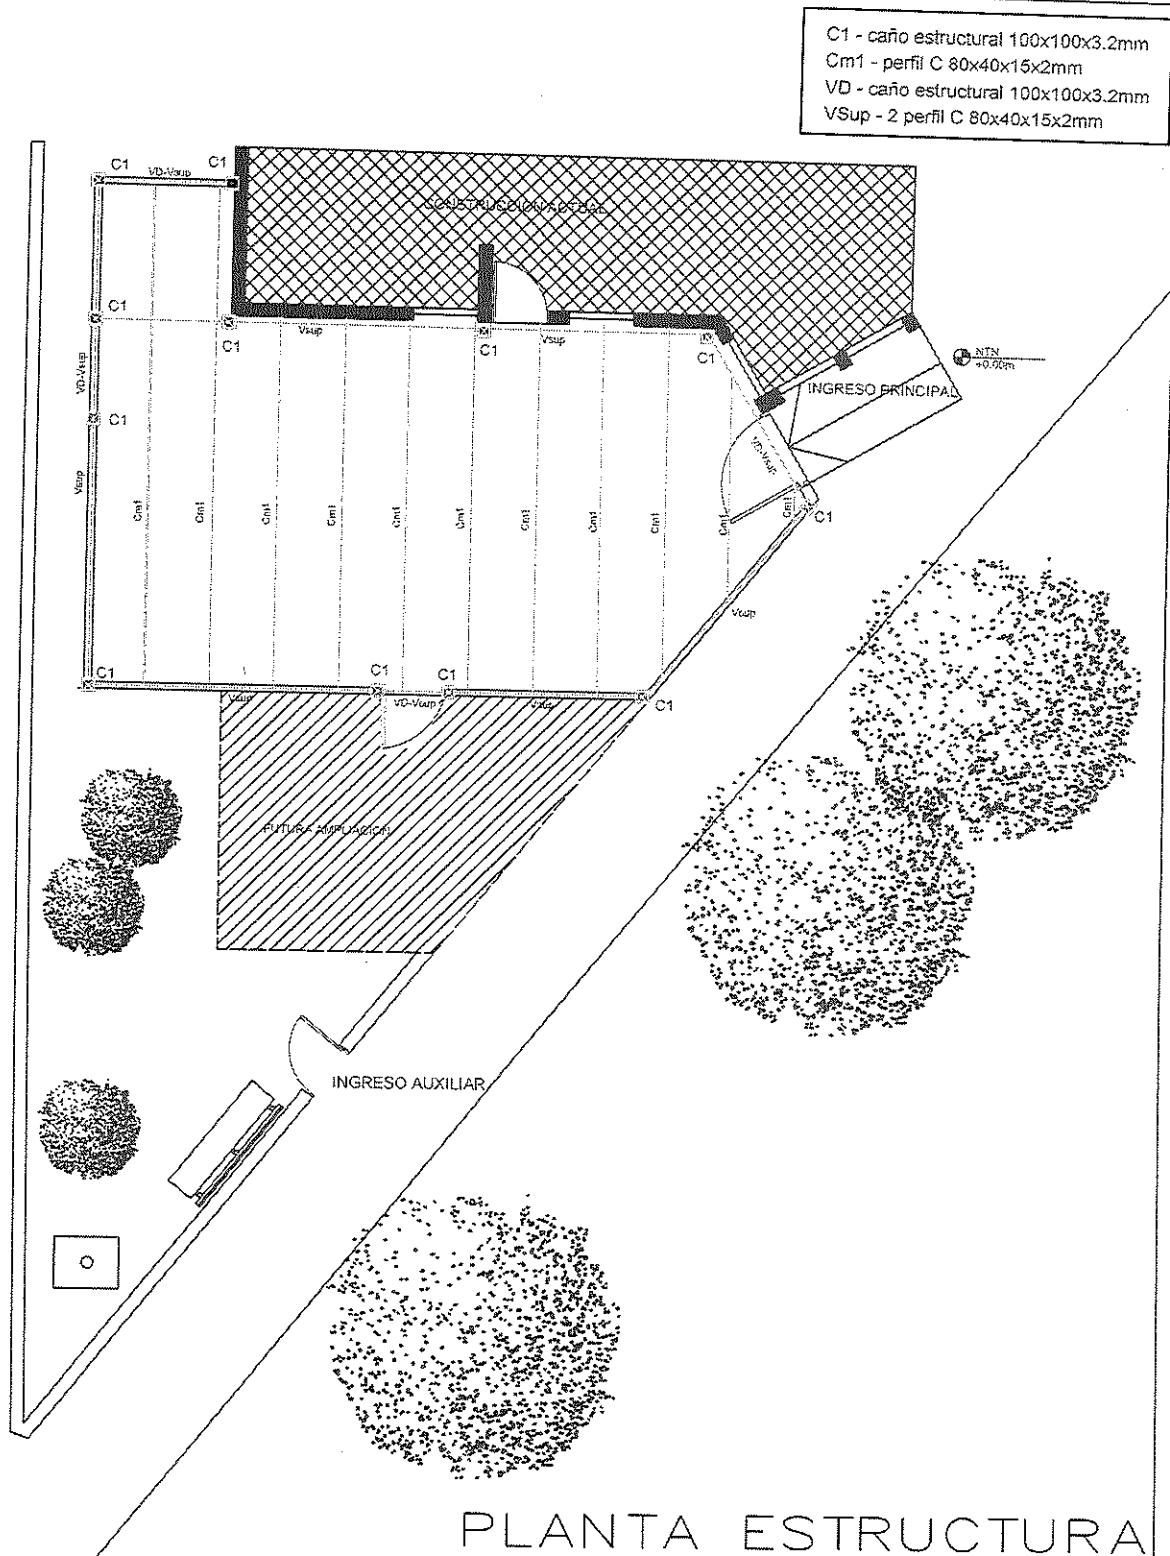 C1 - caño estructural 100x100x3.2mm
Cm1 - perfil C 80x40x15x2mm
VD - caño estructural 100x100x3.2mm
VSup - 2 perfil C 80x40x15x2mm
C1
VD-Vsup
C1
CONSTRUCCION ACTUAL
C1
C1
Vsup
C1
Vsup
C1
NTN
+0.00m
VD-Vsup
INGRESO PRINCIPAL
C1
VD-Vsup
Vsup
Cm1
Cm1
Cm1
Cm1
Cm1
Cm1
Cm1
Cm1
Cm1
Cm1
Cm1
C1
Vsup
C1
C1
C1
Vsup
VD-Vsup
Vsup
C1
FUTURA AMPLIACION
INGRESO AUXILIAR
PLANTA ESTRUCTURA